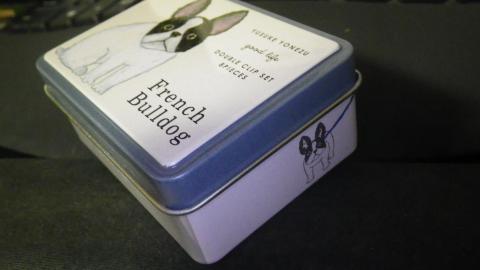 YUSUKE YONEZU
good life
DOUBLE CLIP SET
8PIECES
French
Bulldog